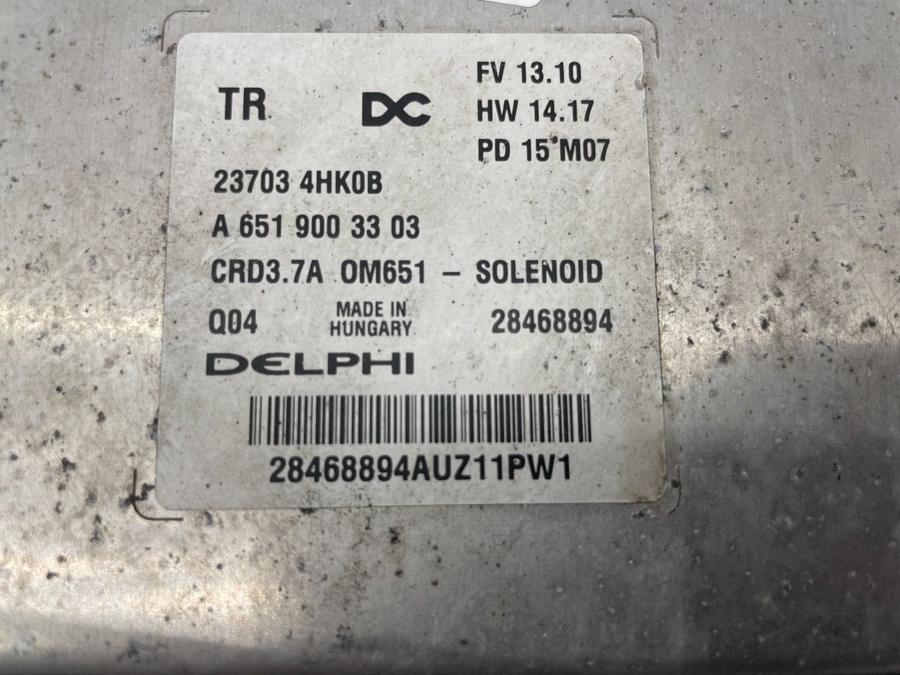 TR
DC
FV 13.10
HW 14.17
PD 15 M07
23703 4HK0B
A 651 900 33 03
CRD3.7A OM651 – SOLENOID
Q04
MADE IN
HUNGARY
28468894
DELPHI
28468894AUZ11PW1